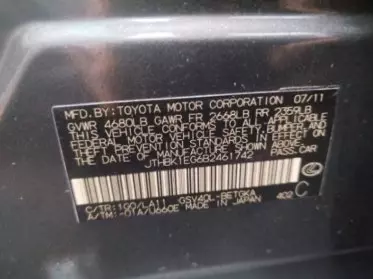 MFD. BY: TOYOTA MOTOR CORPORATION 07/11
GVWR 4680LB GAWR FR 2668LB RR 2359LB
THIS VEHICLE CONFORMS TO ALL APPLICABLE
FEDERAL MOTOR VEHICLE SAFETY, BUMPER,
AND THEFT PREVENTION STANDARDS IN EFFECT
ON THE DATE OF MANUFACTURE SHOWN ABOVE.
JTHBK1EG6B2461742 PASS. CAR
C/TR: 1G0/LA11 GSV40L-BETGKA 402
A/TM: -01A/U660E MADE IN JAPAN C